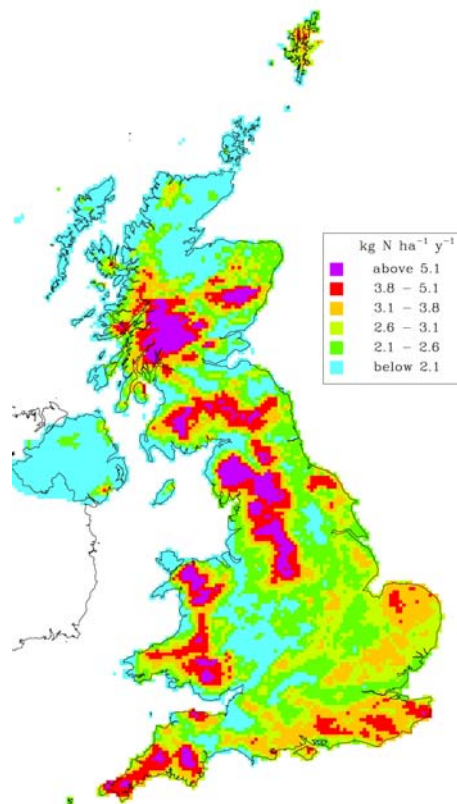 kg N ha⁻¹ y⁻¹
above 5.1
3.8 – 5.1
3.1 – 3.8
2.6 – 3.1
2.1 – 2.6
below 2.1